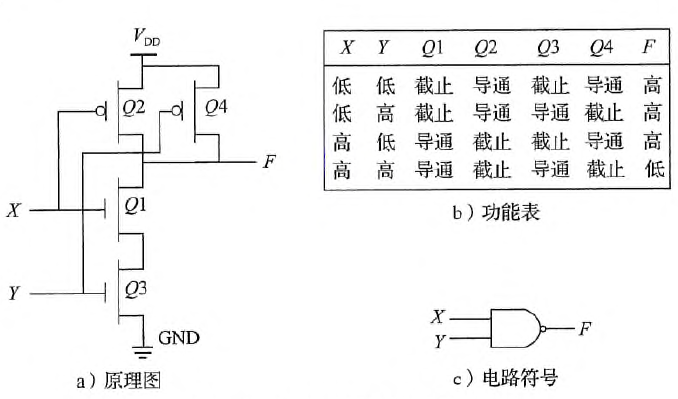 V_DD
Q2
Q4
F
X
Q1
Y
Q3
GND
a）原理图
X Y Q1 Q2 Q3 Q4 F
低 低 截止 导通 截止 导通 高
低 高 截止 导通 导通 截止 高
高 低 导通 截止 截止 导通 高
高 高 导通 截止 导通 截止 低
b）功能表
X
Y
F
c）电路符号